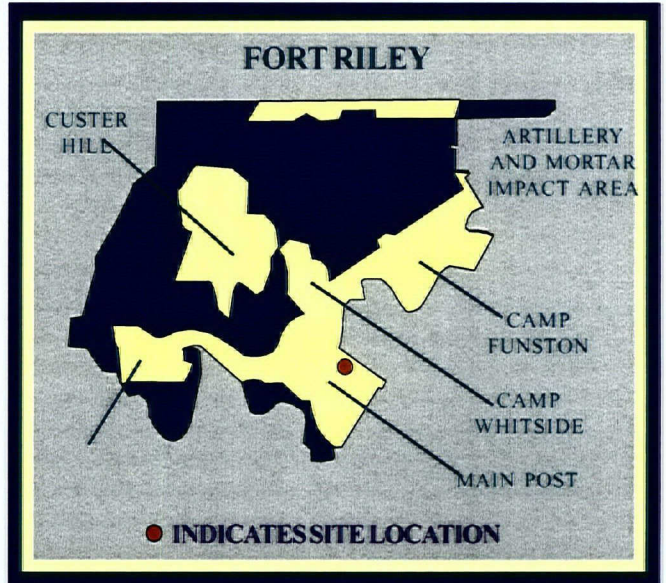 FORT RILEY
CUSTER
HILL
ARTILLERY
AND MORTAR
IMPACT AREA
CAMP
FUNSTON
CAMP
WHITSIDE
MAIN POST
INDICATES SITE LOCATION